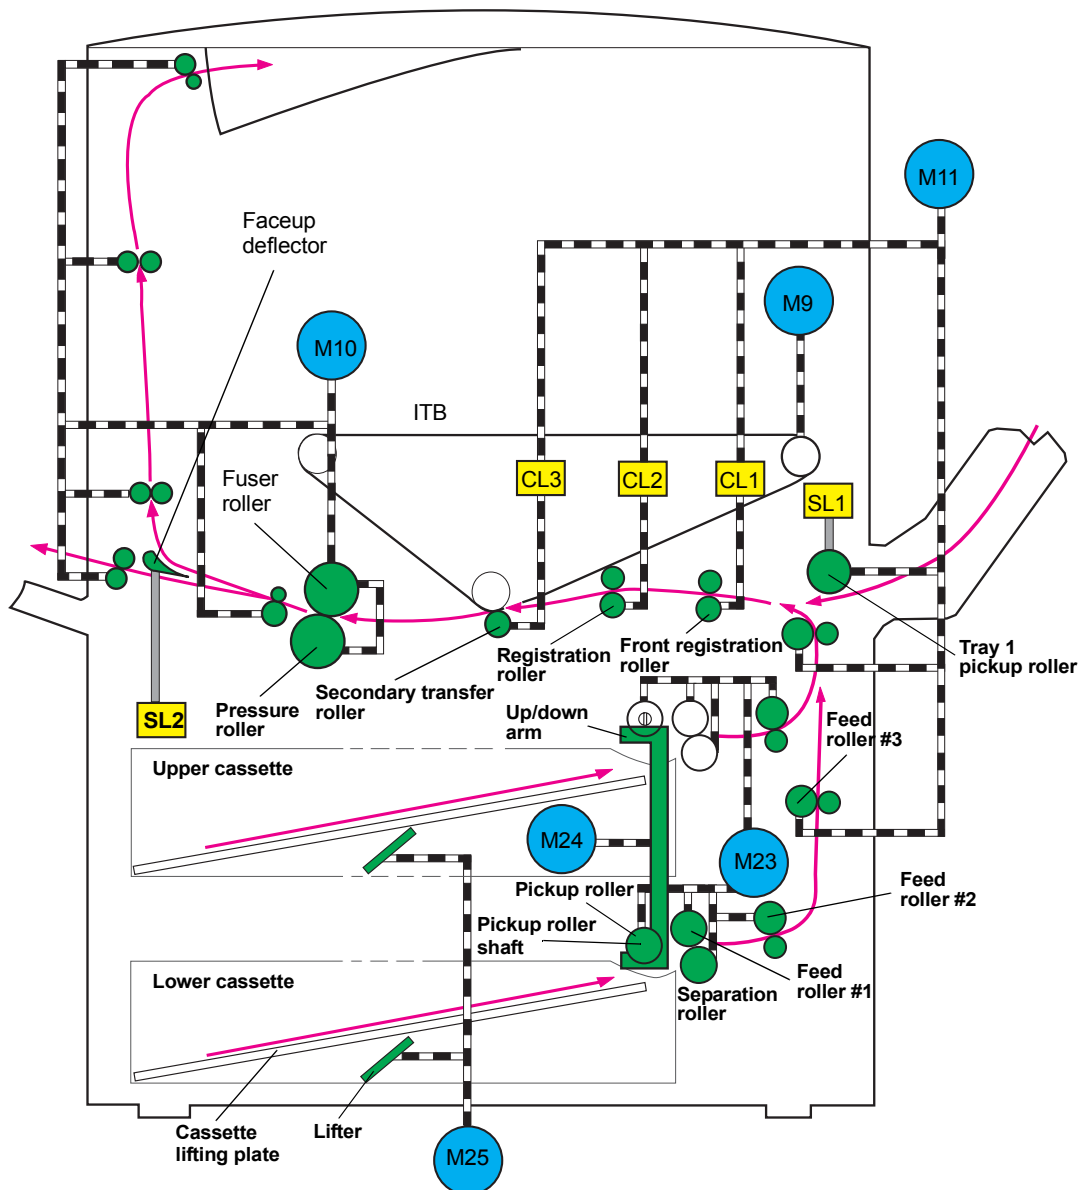 M11
Faceup
deflector
M9
M10
ITB
CL3
CL2
CL1
Fuser
roller
SL1
Front registration
roller
Tray 1
pickup roller
Registration
roller
Secondary transfer
roller
Pressure
roller
SL2
Up/down
arm
Feed
roller #3
Upper cassette
M24
M23
Pickup roller
Feed
roller #2
Pickup roller
shaft
Lower cassette
Feed
roller #1
Separation
roller
Cassette
lifting plate
Lifter
M25